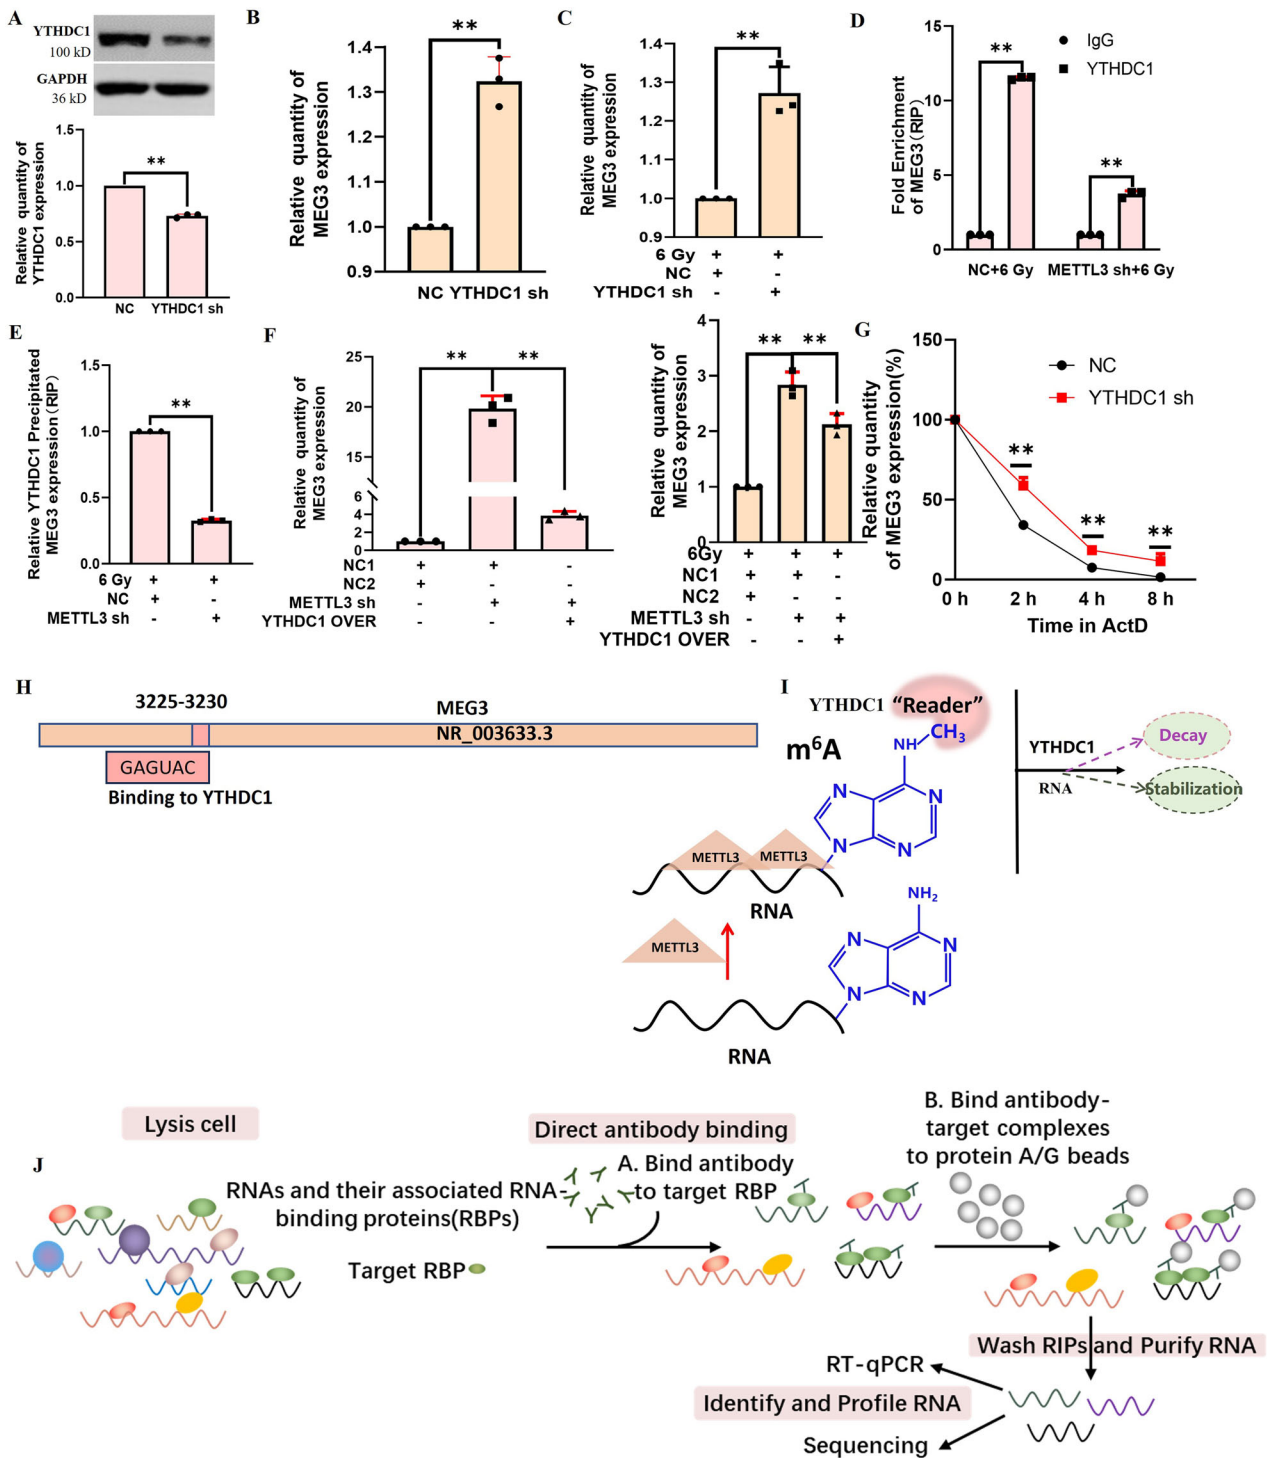 A
YTHDC1
100 kD
GAPDH
36 kD
Relative quantity of
YTHDC1 expression
1.5
1.0
0.5
0.0
**
NC
YTHDC1 sh
B
Relative quantity of
MEG3 expression
1.4
1.3
1.2
1.1
1.0
0.9
**
NC YTHDC1 sh
C
Relative quantity of
MEG3 expression
1.4
1.3
1.2
1.1
1.0
0.9
**
6 Gy + +
NC + -
YTHDC1 sh - +
D
Fold Enrichment
of MEG3(RIP)
15
10
5
0
**
**
IgG
YTHDC1
NC+6 Gy
METTL3 sh+6 Gy
E
Relative YTHDC1 Precipitated
MEG3 expression(RIP)
1.5
1.0
0.5
0.0
**
6 Gy + +
NC + -
METTL3 sh - +
F
Relative quantity of
MEG3 expression
25
20
15
6
4
2
0
**
**
NC1 + + -
NC2 + - -
METTL3 sh - + +
YTHDC1 OVER - - +
Relative quantity of
MEG3 expression
4
3
2
1
0
**
**
6Gy + + +
NC1 + + -
NC2 + - -
METTL3 sh - + +
YTHDC1 OVER - - +
G
Relative quantity
of MEG3 expression(%)
150
100
50
0
NC
YTHDC1 sh
**
**
**
0 h
2 h
4 h
8 h
Time in ActD
H
3225-3230
MEG3
NR_003633.3
GAGUAC
Binding to YTHDC1
I
YTHDC1 “Reader”
m⁶A
NH
CH₃
N
N
N
N
METTL3
METTL3
RNA
METTL3
NH₂
N
N
N
N
RNA
YTHDC1
RNA
Decay
Stabilization
J
Lysis cell
RNAs and their associated RNA-
binding proteins(RBPs)
Target RBP
Direct antibody binding
A. Bind antibody
to target RBP
B. Bind antibody-
target complexes
to protein A/G beads
Wash RIPs and Purify RNA
RT-qPCR
Identify and Profile RNA
Sequencing